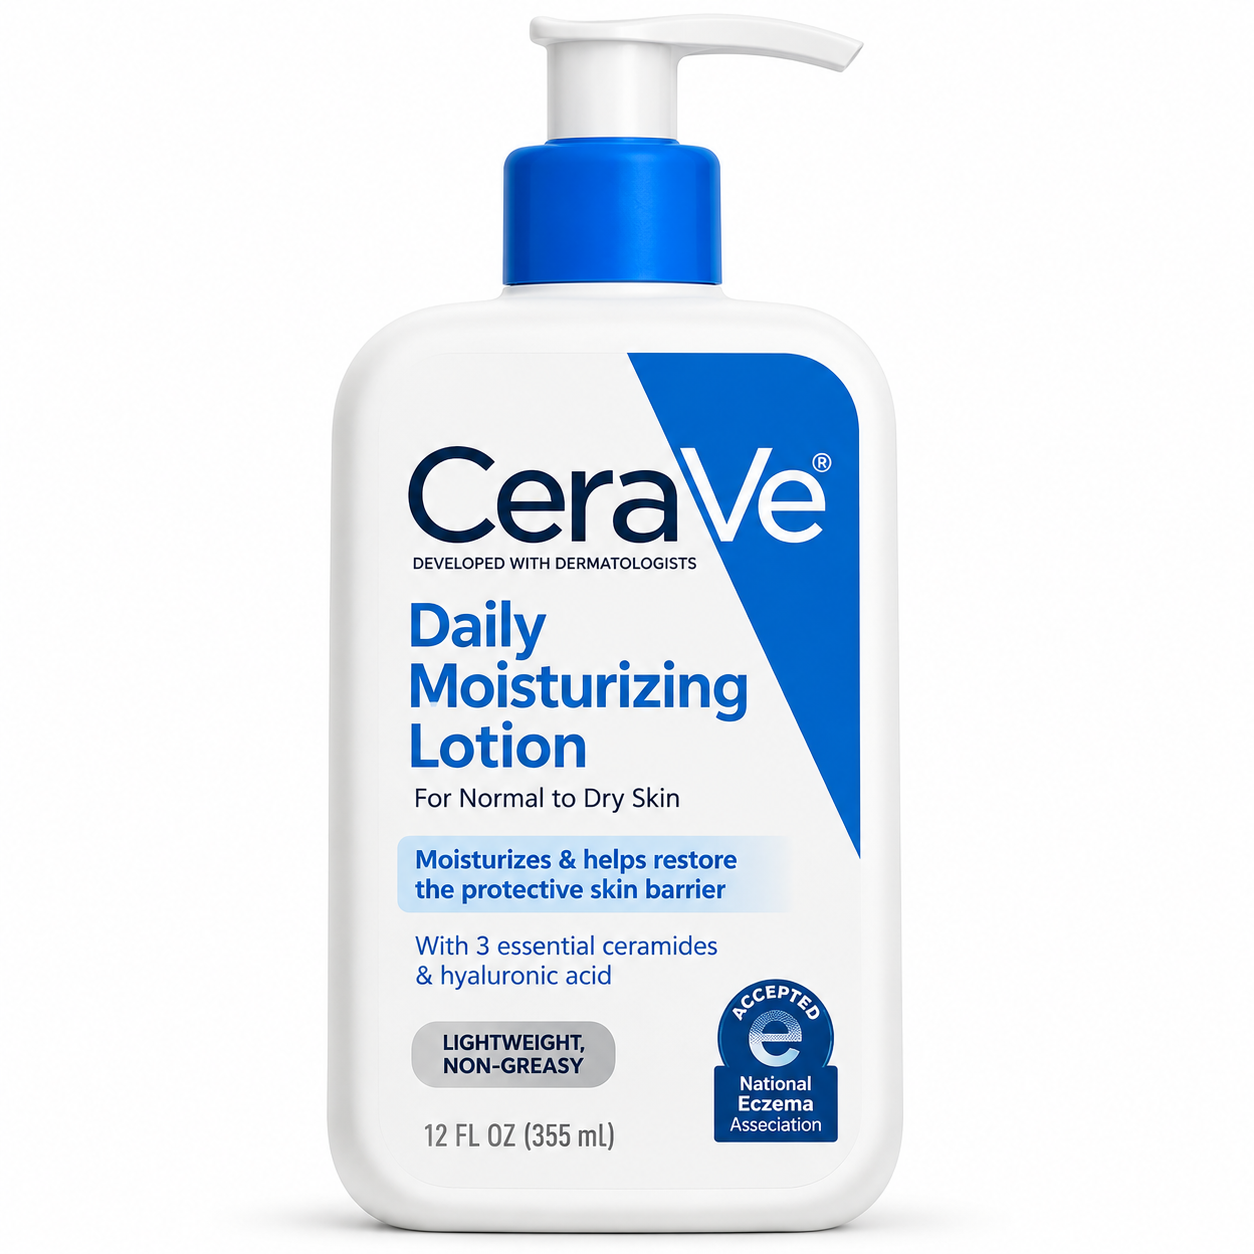 CeraVe®
DEVELOPED WITH DERMATOLOGISTS
Daily
Moisturizing
Lotion
For Normal to Dry Skin
Moisturizes & helps restore
the protective skin barrier
With 3 essential ceramides
& hyaluronic acid
LIGHTWEIGHT,
NON-GREASY
12 FL OZ (355 ml)
ACCEPTED
e
National
Eczema
Asseciation